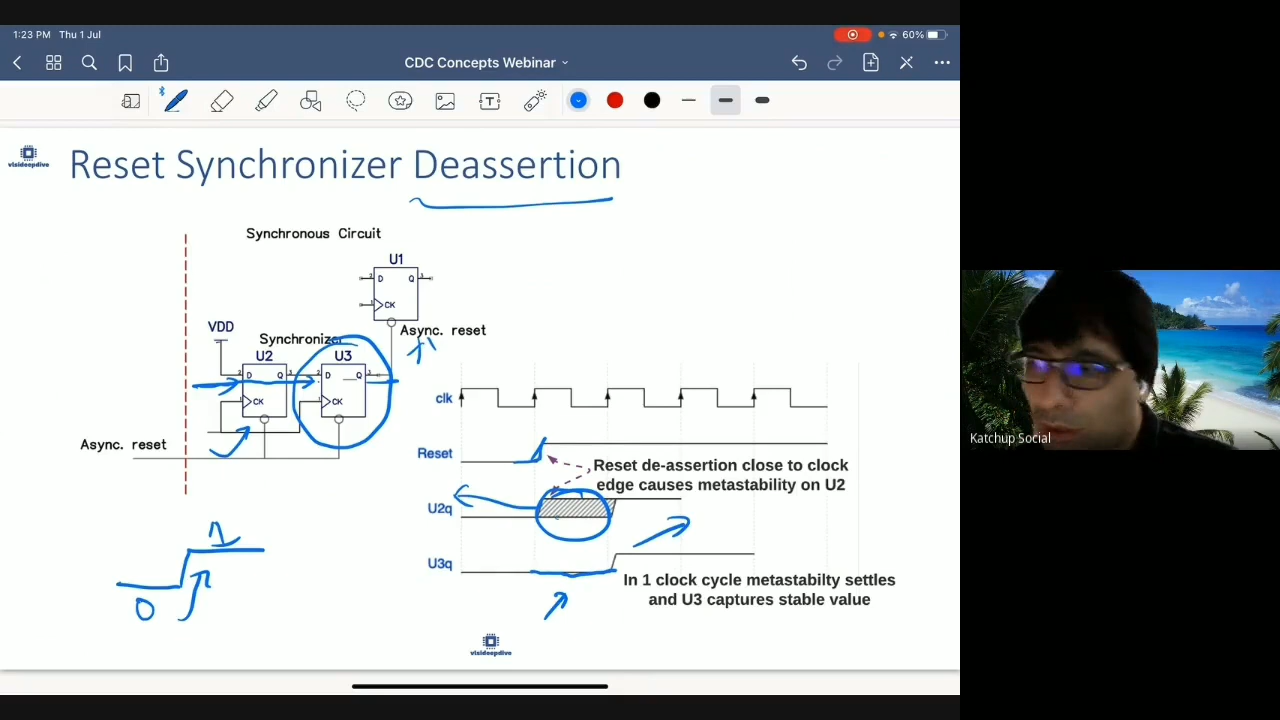 1:23 PM Thu 1 Jul
60%
CDC Concepts Webinar
vlsideepdive
Reset Synchronizer Deassertion
Synchronous Circuit
U1
D Q
CK
VDD
Synchronizer
Async. reset
U2 U3
D Q D Q
CK CK
Async. reset
clk
Reset
Reset de-assertion close to clock
edge causes metastability on U2
U2q
U3q
In 1 clock cycle metastabilty settles
and U3 captures stable value
0
1
vlsideepdive
Katchup Social